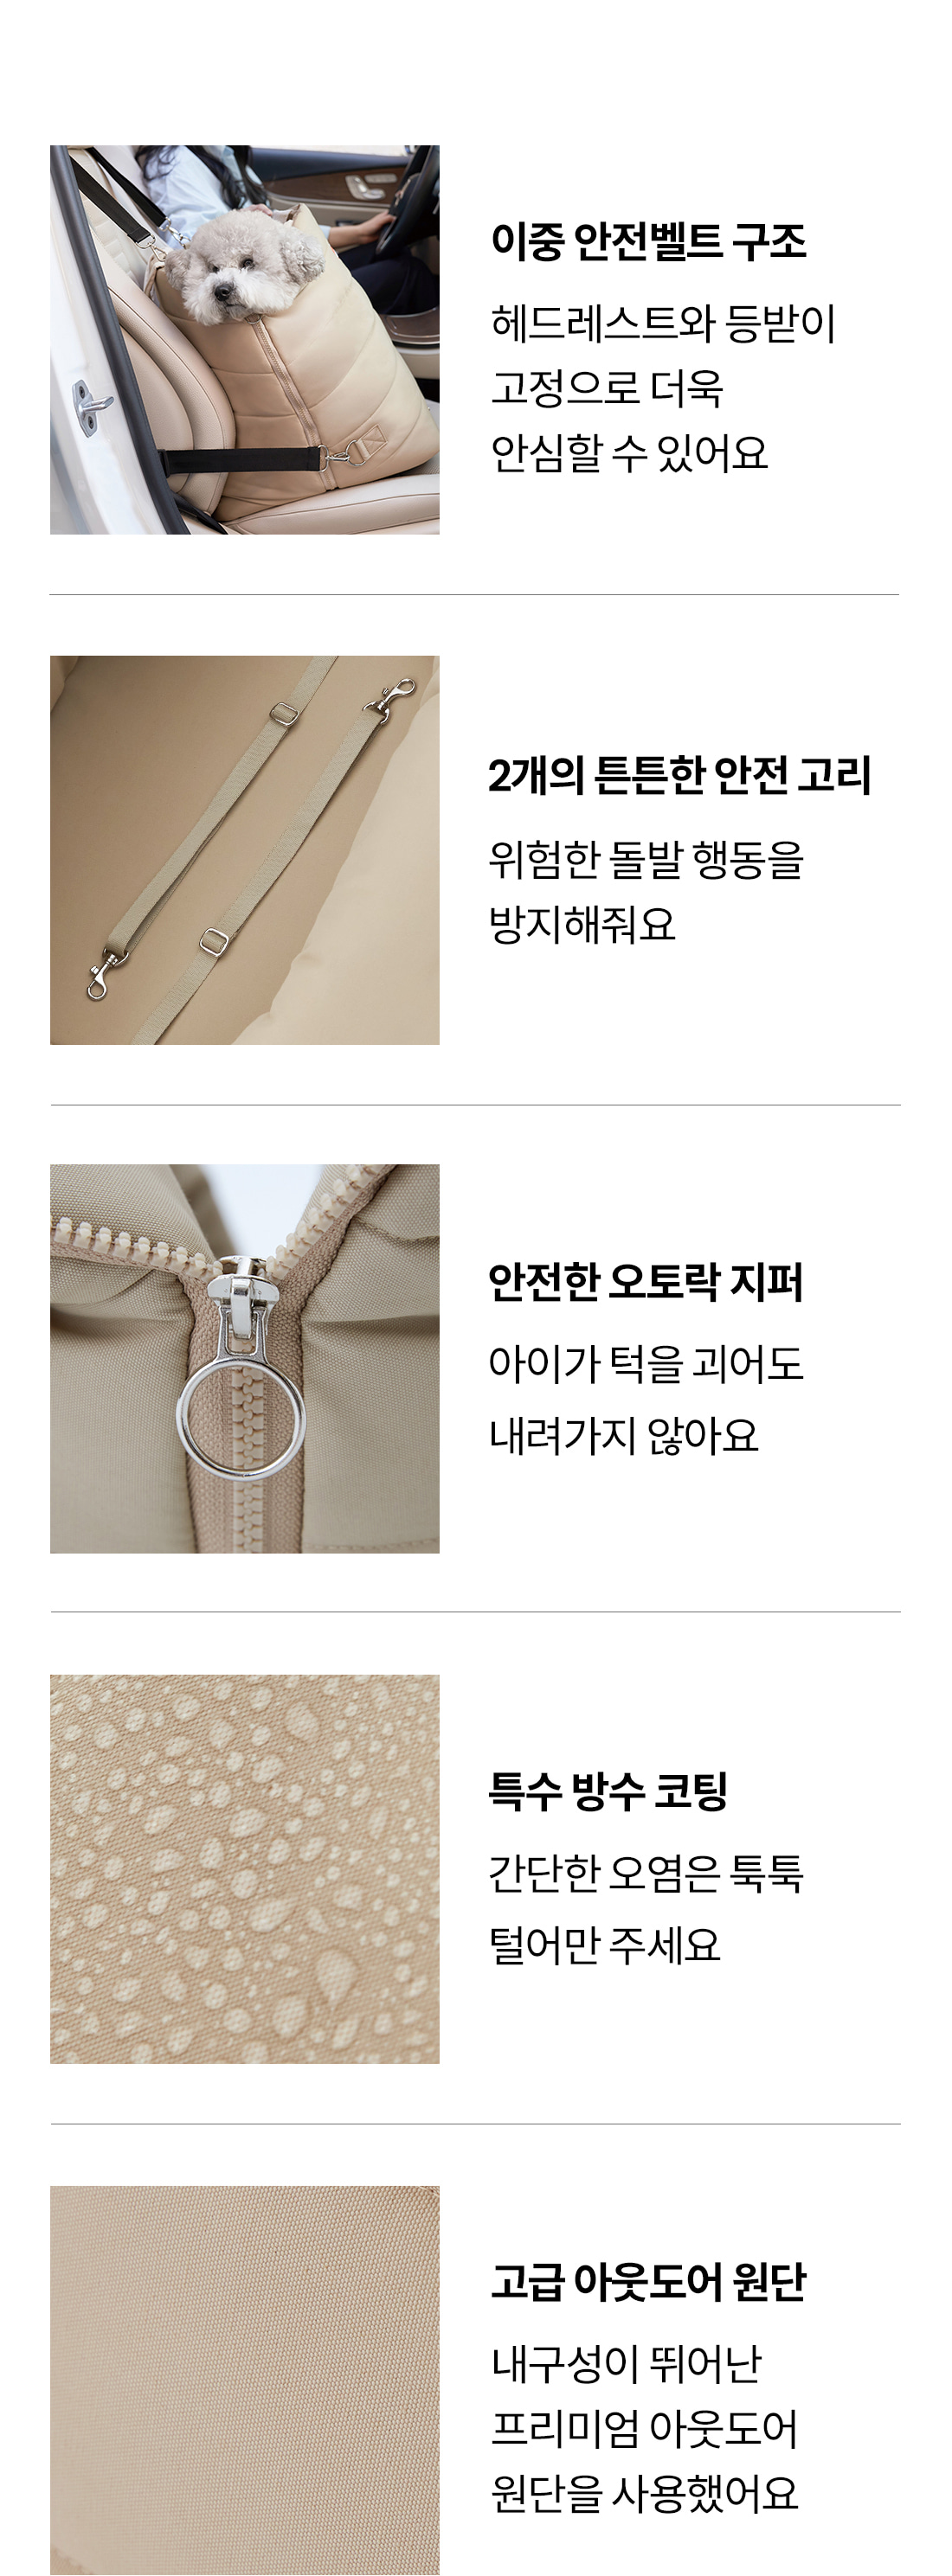 이중 안전벨트 구조
헤드레스트와 등받이
고정으로 더욱
안심할 수 있어요
2개의 튼튼한 안전 고리
위험한 돌발 행동을
방지해줘요
안전한 오토락 지퍼
아이가 턱을 괴어도
내려가지 않아요
특수 방수 코팅
간단한 오염은 툭툭
털어만 주세요
고급 아웃도어 원단
내구성이 뛰어난
프리미엄 아웃도어
원단을 사용했어요